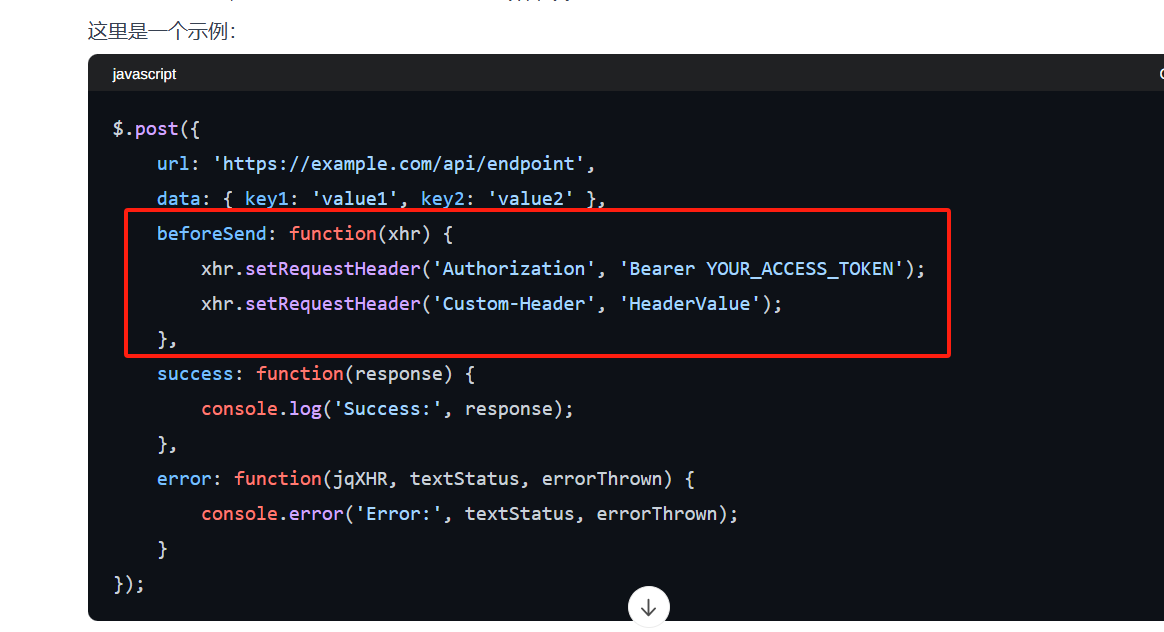 这里是一个示例：
javascript
$.post({
    url: 'https://example.com/api/endpoint',
    data: { key1: 'value1', key2: 'value2' },
    beforeSend: function(xhr) {
        xhr.setRequestHeader('Authorization', 'Bearer YOUR_ACCESS_TOKEN');
        xhr.setRequestHeader('Custom-Header', 'HeaderValue');
    },
    success: function(response) {
        console.log('Success:', response);
    },
    error: function(jqXHR, textStatus, errorThrown) {
        console.error('Error:', textStatus, errorThrown);
    }
});